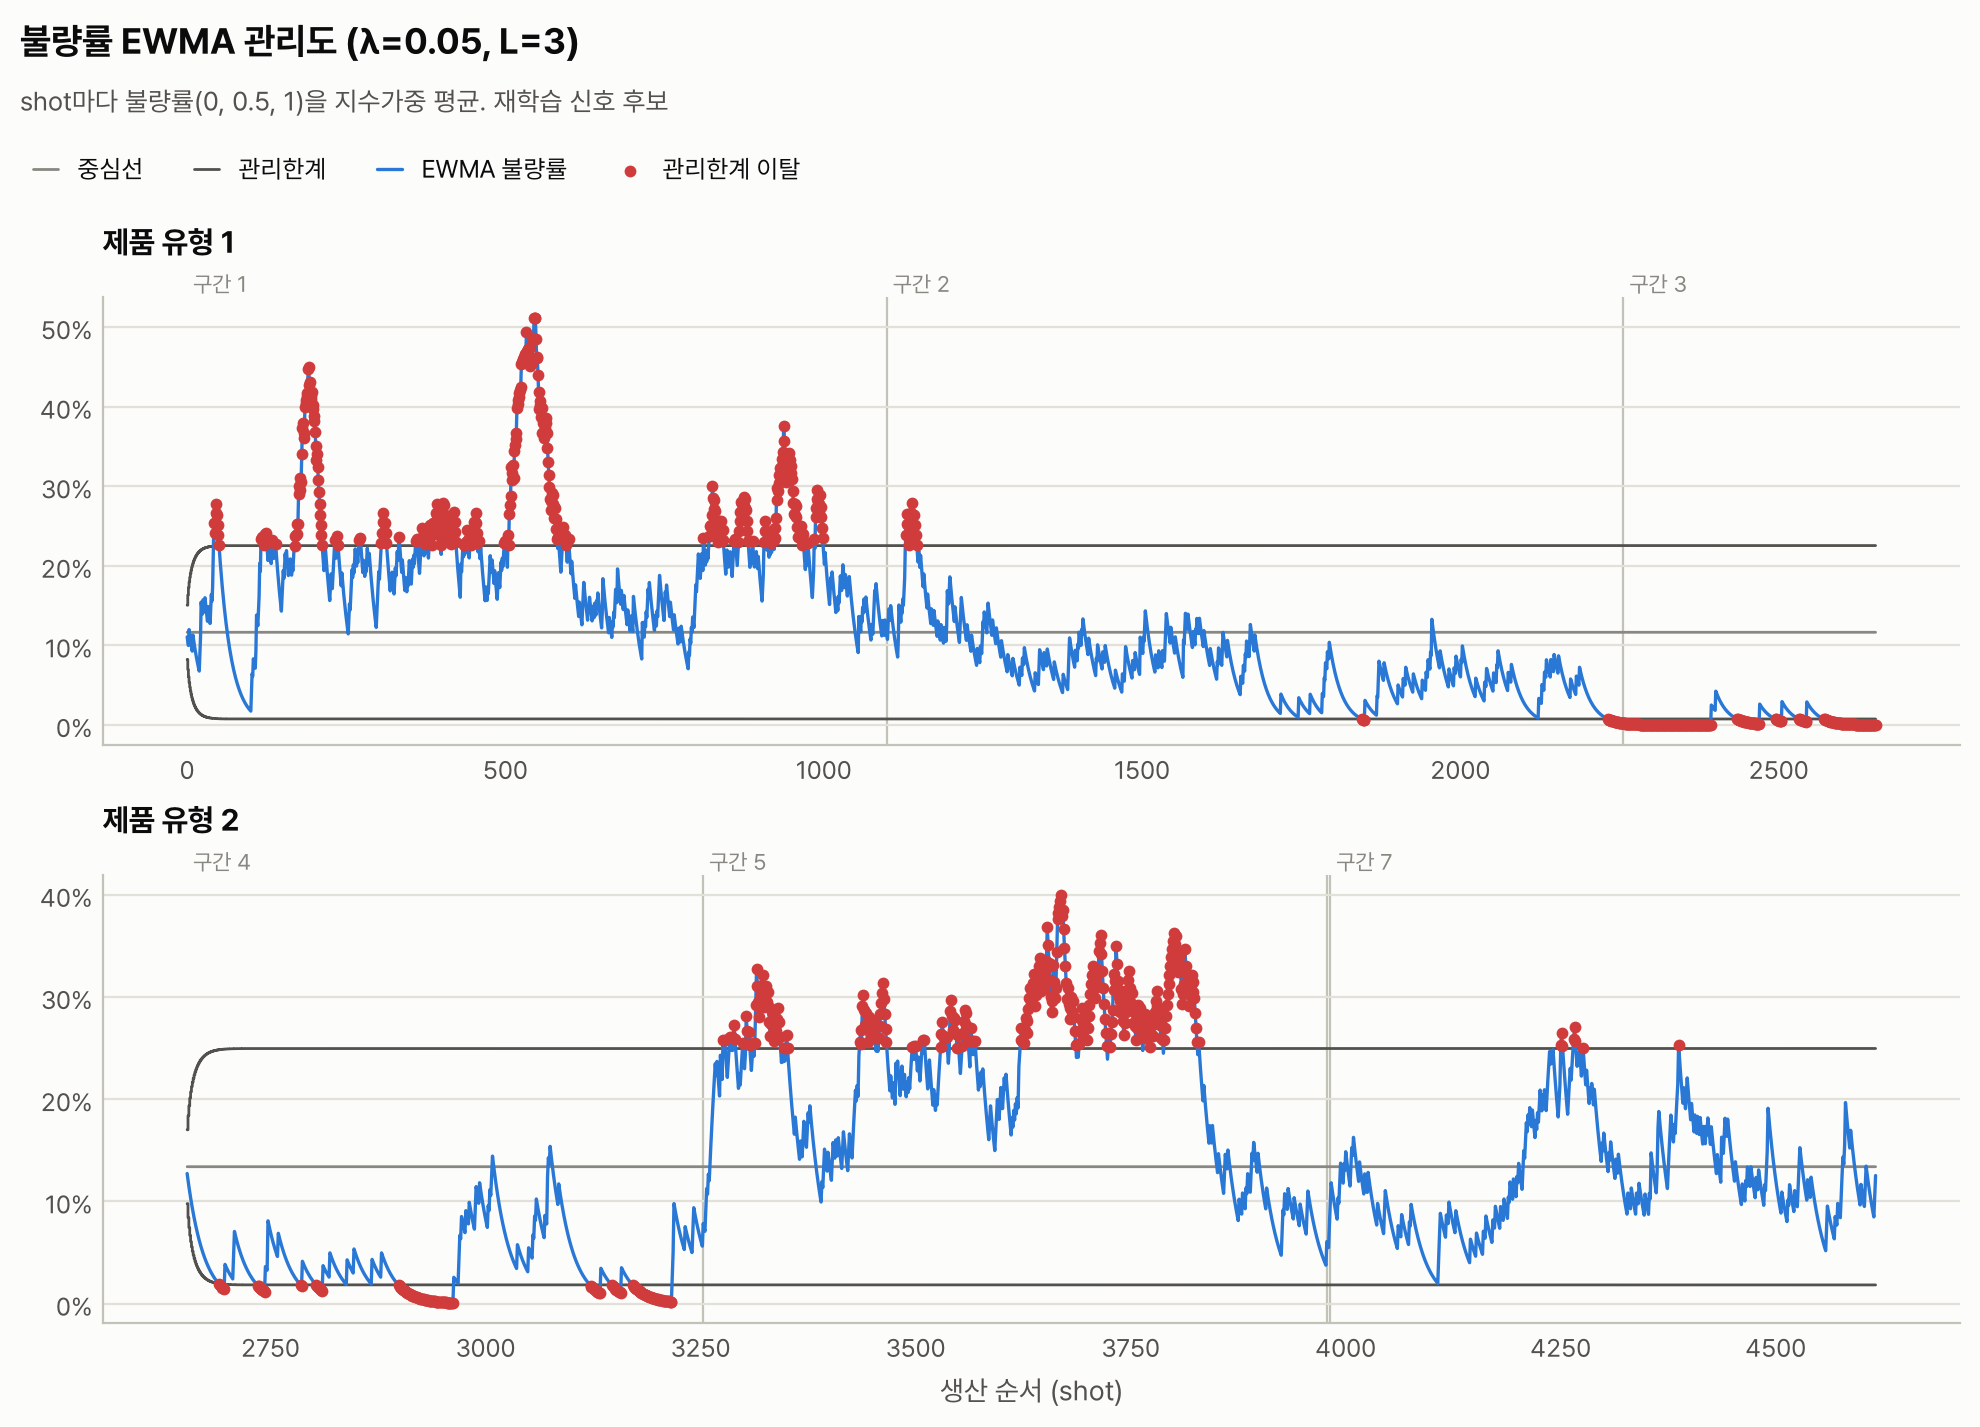 불량률 EWMA 관리도 (λ=0.05, L=3)
shot마다 불량률(0, 0.5, 1)을 지수가중 평균. 재학습 신호 후보
중심선 관리한계 EWMA 불량률 관리한계 이탈
제품 유형 1
구간 1 구간 2 구간 3
50%
40%
30%
20%
10%
0%
0 500 1000 1500 2000 2500
제품 유형 2
구간 4 구간 5 구간 7
40%
30%
20%
10%
0%
2750 3000 3250 3500 3750 4000 4250 4500
생산 순서 (shot)